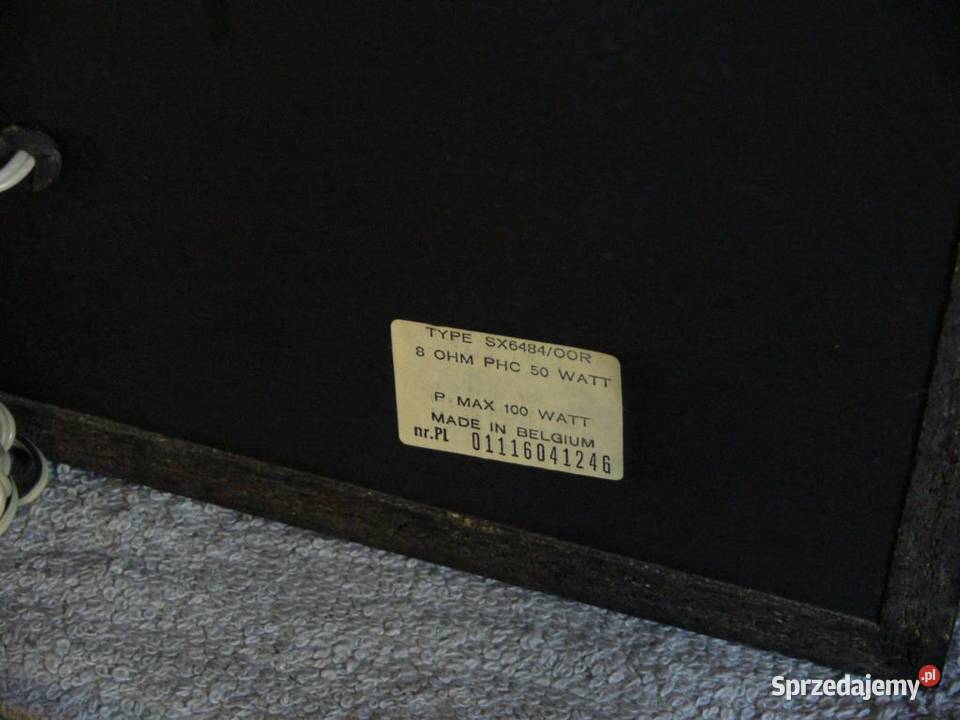 TYPE SX6484/00R
8 OHM PHC 50 WATT
P MAX 100 WATT
MADE IN BELGIUM
nr.PL 01116041246
Sprzedajemy.pl